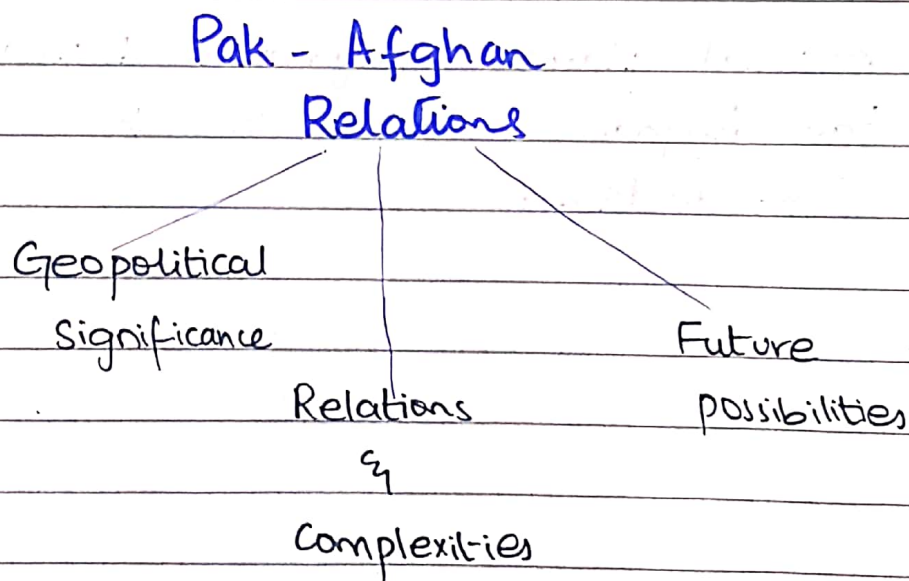 Pak - Afghan
Relations
Geopolitical
Significance
Relations
&
Complexities
Future
possibilities